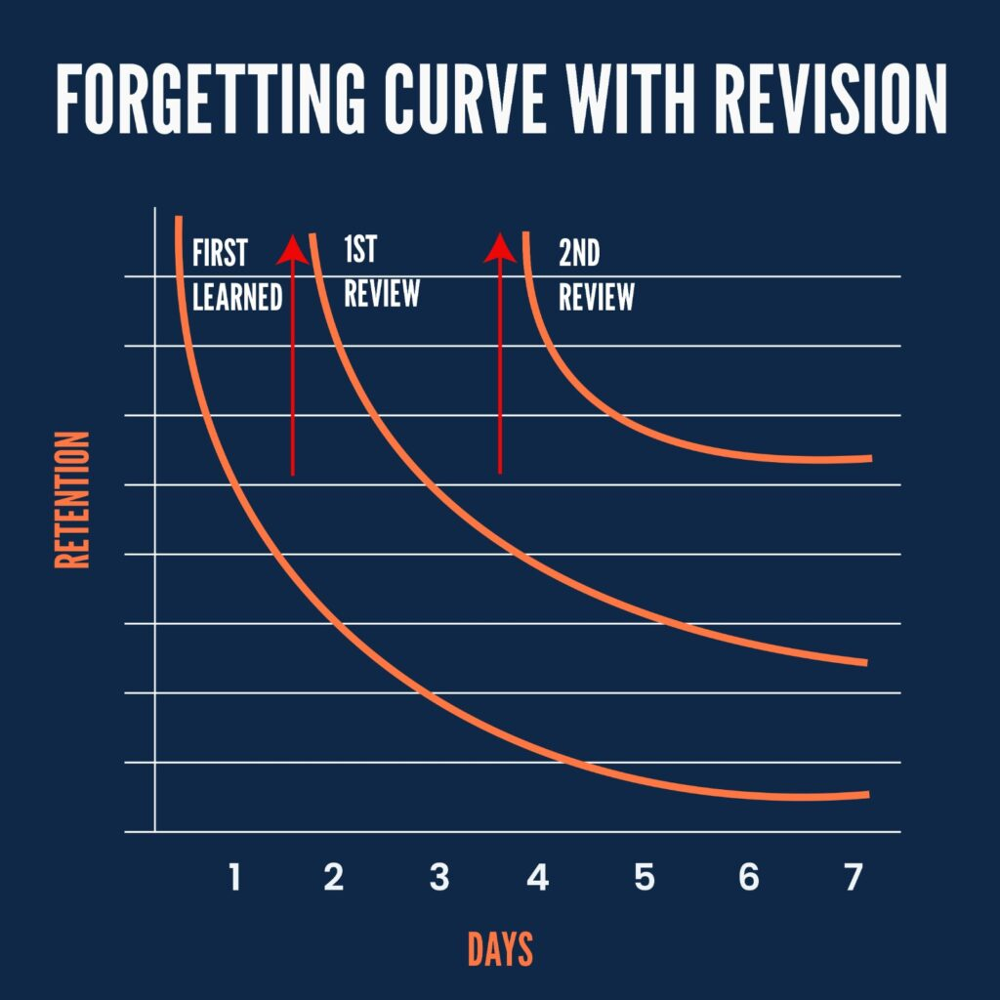 FORGETTING CURVE WITH REVISION
FIRST
LEARNED
1ST
REVIEW
2ND
REVIEW
RETENTION
1 2 3 4 5 6 7
DAYS